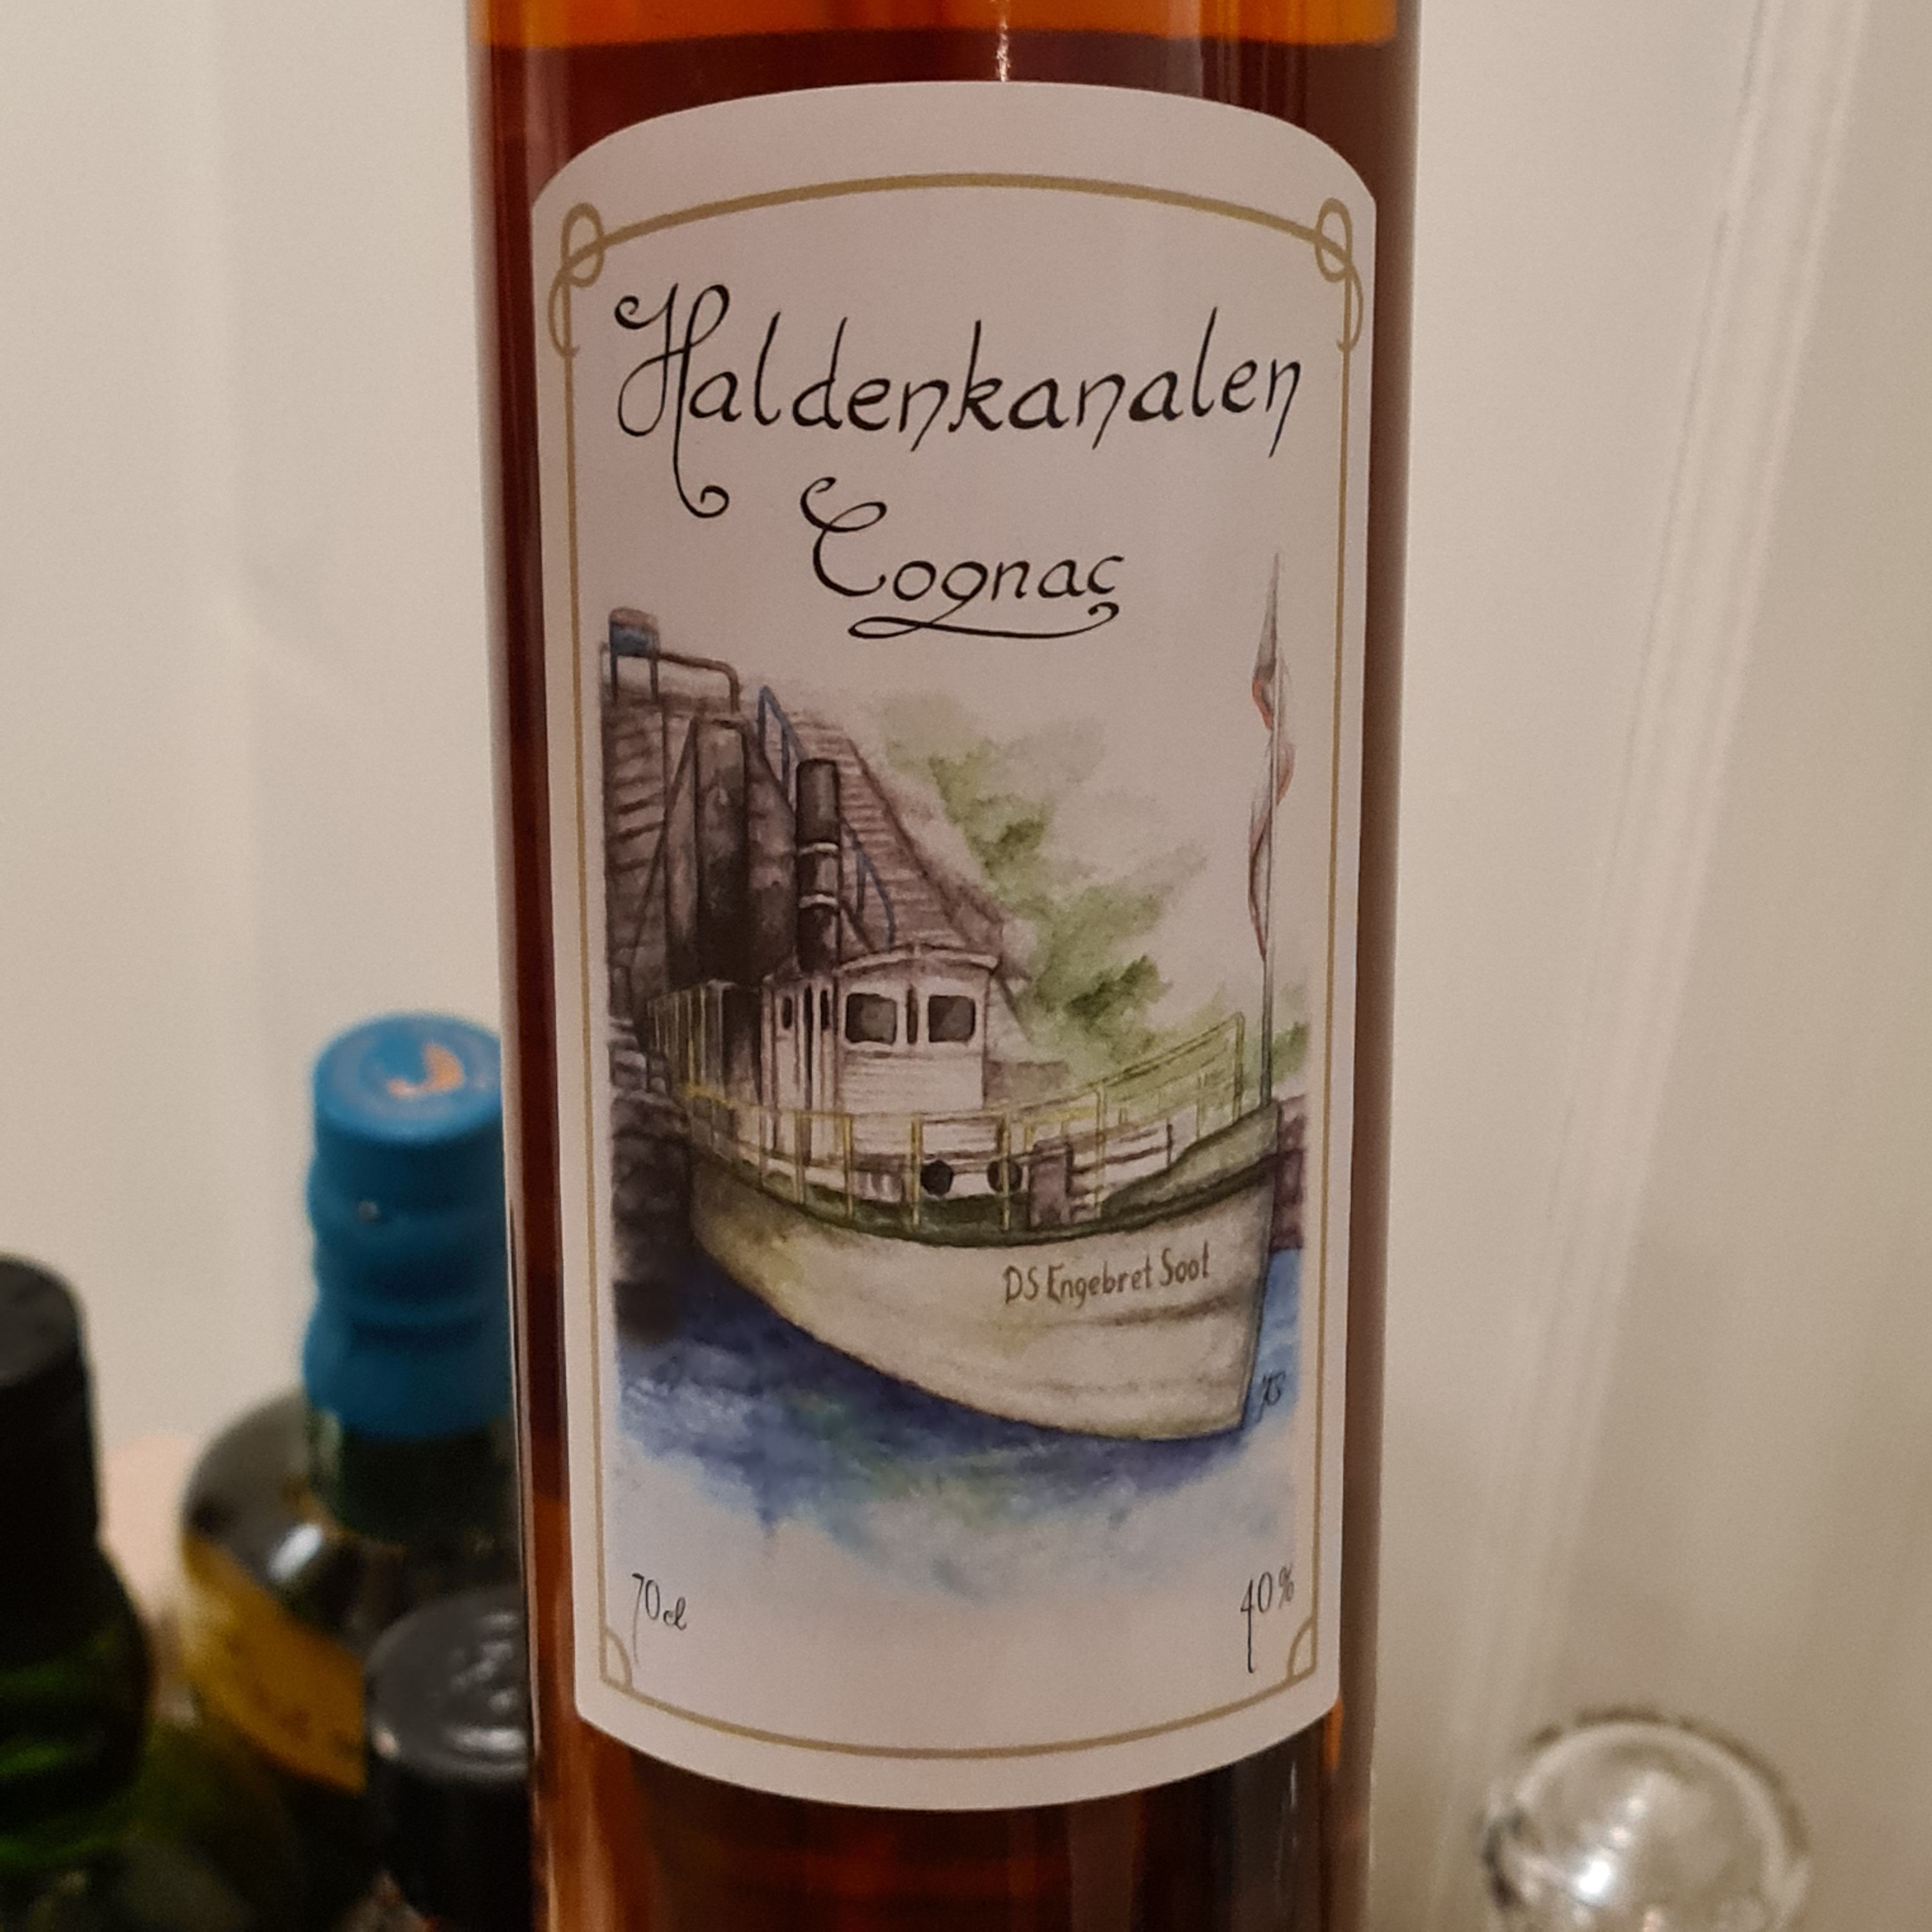 Haldenkanalen
Cognac
DS Engebret Soot
70cl
40%